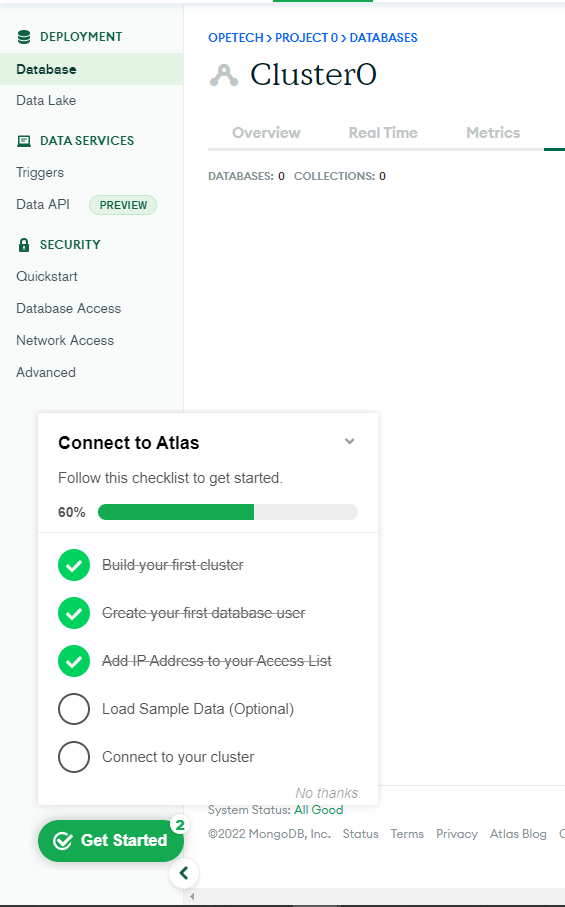 DEPLOYMENT
Database
Data Lake
DATA SERVICES
Triggers
Data API PREVIEW
SECURITY
Quickstart
Database Access
Network Access
Advanced
OPETECH > PROJECT 0 > DATABASES
Cluster0
Overview Real Time Metrics
DATABASES: 0 COLLECTIONS: 0
Connect to Atlas
Follow this checklist to get started.
60%
Build your first cluster
Create your first database user
Add IP Address to your Access List
Load Sample Data (Optional)
Connect to your cluster
No thanks
Get Started 2
System Status: All Good
©2022 MongoDB, Inc. Status Terms Privacy Atlas Blog